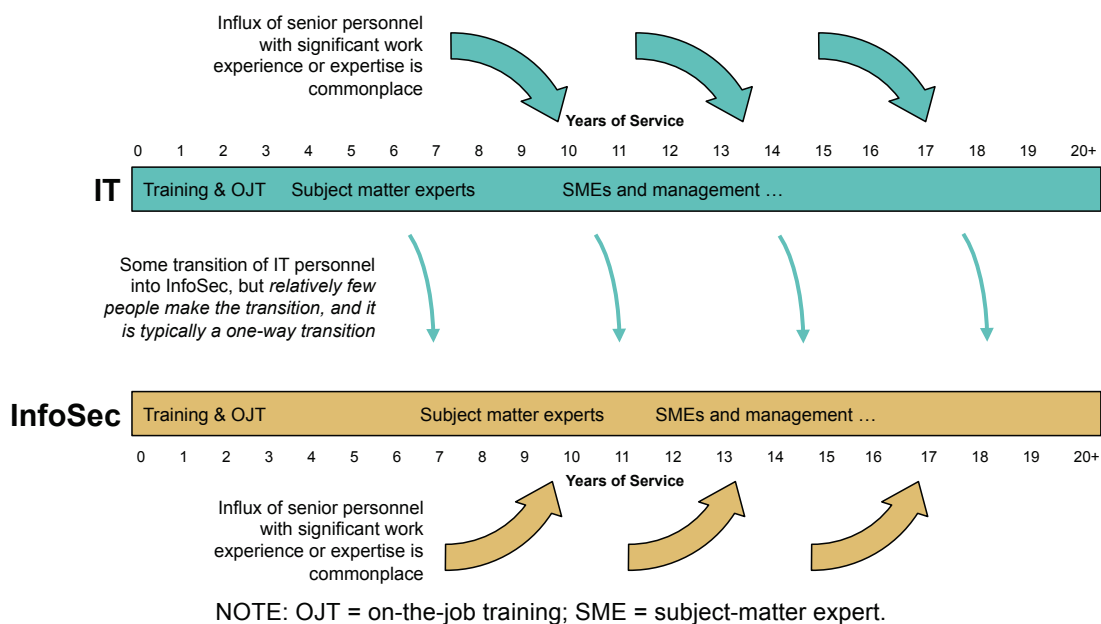 Influx of senior personnel
with significant work
experience or expertise is
commonplace
Years of Service
0 1 2 3 4 5 6 7 8 9 10 11 12 13 14 15 16 17 18 19 20+
IT
Training & OJT Subject matter experts SMEs and management …
Some transition of IT personnel
into InfoSec, but relatively few
people make the transition, and it
is typically a one-way transition
InfoSec
Training & OJT Subject matter experts SMEs and management …
0 1 2 3 4 5 6 7 8 9 10 11 12 13 14 15 16 17 18 19 20+
Years of Service
Influx of senior personnel
with significant work
experience or expertise is
commonplace
NOTE: OJT = on-the-job training; SME = subject-matter expert.